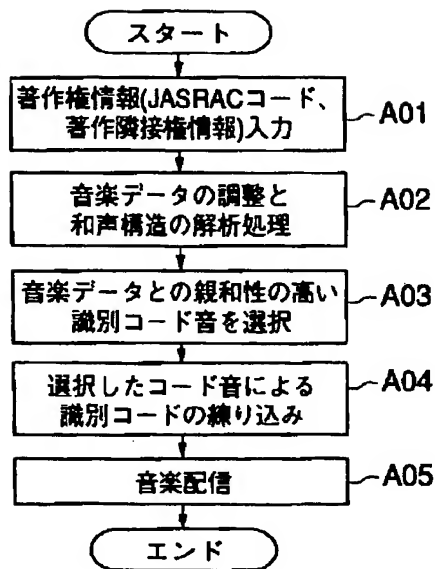 スタート
著作権情報(JASRACコード、
著作隣接権情報)入力
A01
音楽データの調整と
和声構造の解析処理
A02
音楽データとの親和性の高い
識別コード音を選択
A03
選択したコード音による
識別コードの練り込み
A04
音楽配信
A05
エンド